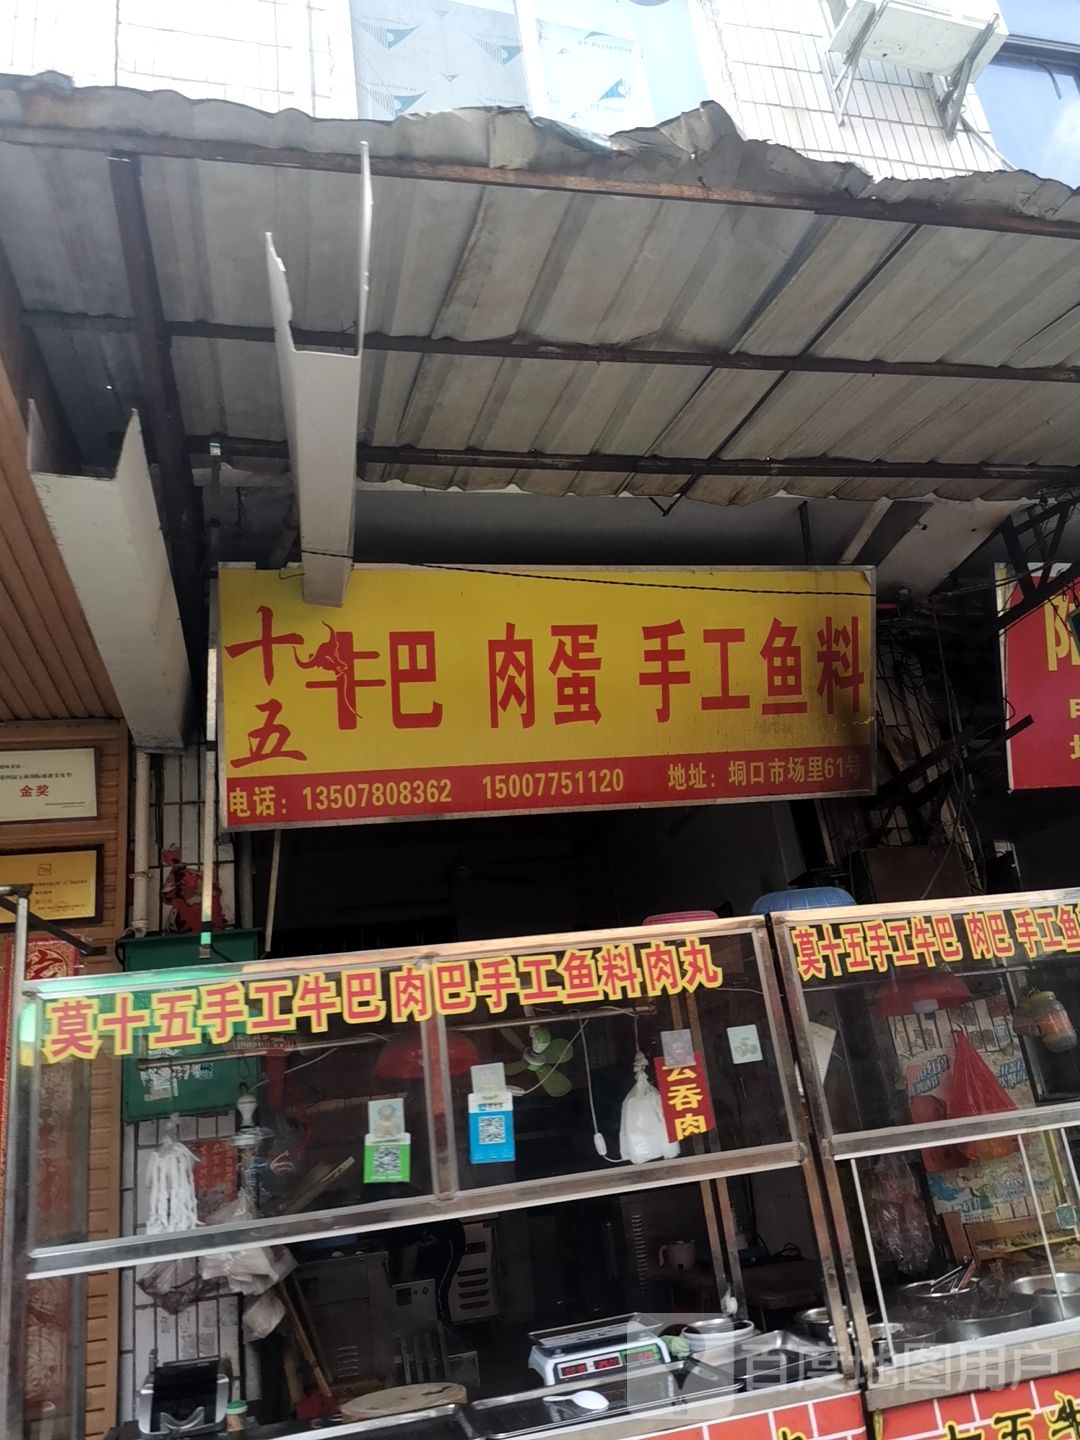 十五牛巴 肉蛋 手工鱼料
电话：13507808362 15007751120 地址：垌口市场里61号
金奖
莫十五手工牛巴肉巴手工鱼料肉丸
莫十五手工牛巴 肉巴 手工鱼
云吞肉
百度地图用户